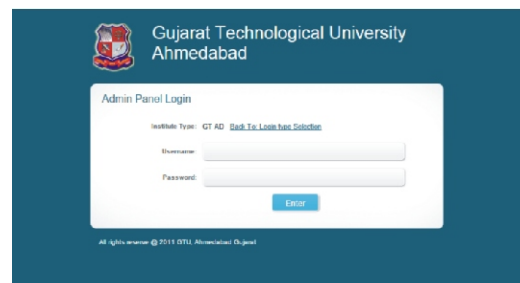 Gujarat Technological University
Ahmedabad
Admin Panel Login
Institute Type: GT AD Back To: Login type Selection
Username:
Password:
Enter
All rights reserve @ 2011 GTU, Ahmedabad Gujarat